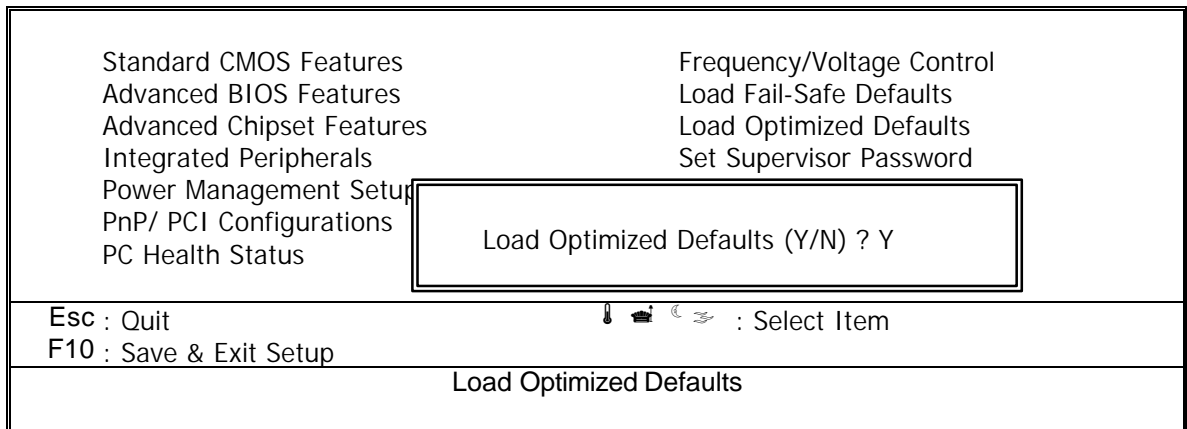 Standard CMOS Features
Advanced BIOS Features
Advanced Chipset Features
Integrated Peripherals
Power Management Setup
PnP/ PCI Configurations
PC Health Status
Frequency/Voltage Control
Load Fail-Safe Defaults
Load Optimized Defaults
Set Supervisor Password
Load Optimized Defaults (Y/N) ? Y
Esc : Quit
F10 : Save & Exit Setup
: Select Item
Load Optimized Defaults